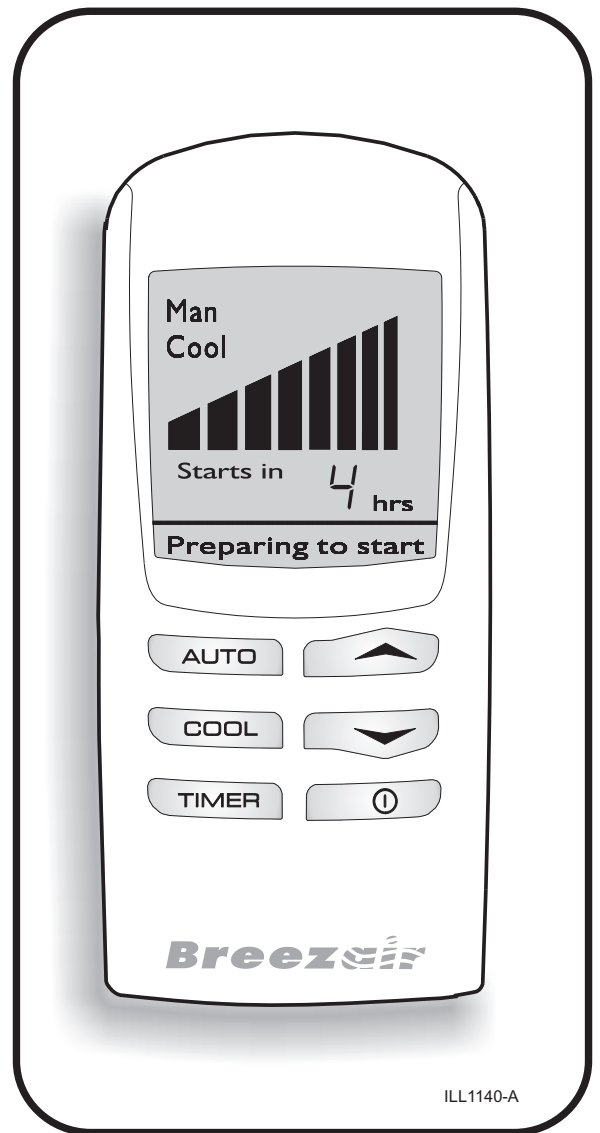 Man
Cool
Starts in 4 hrs
Preparing to start
AUTO
COOL
TIMER
Breezair
ILL1140-A